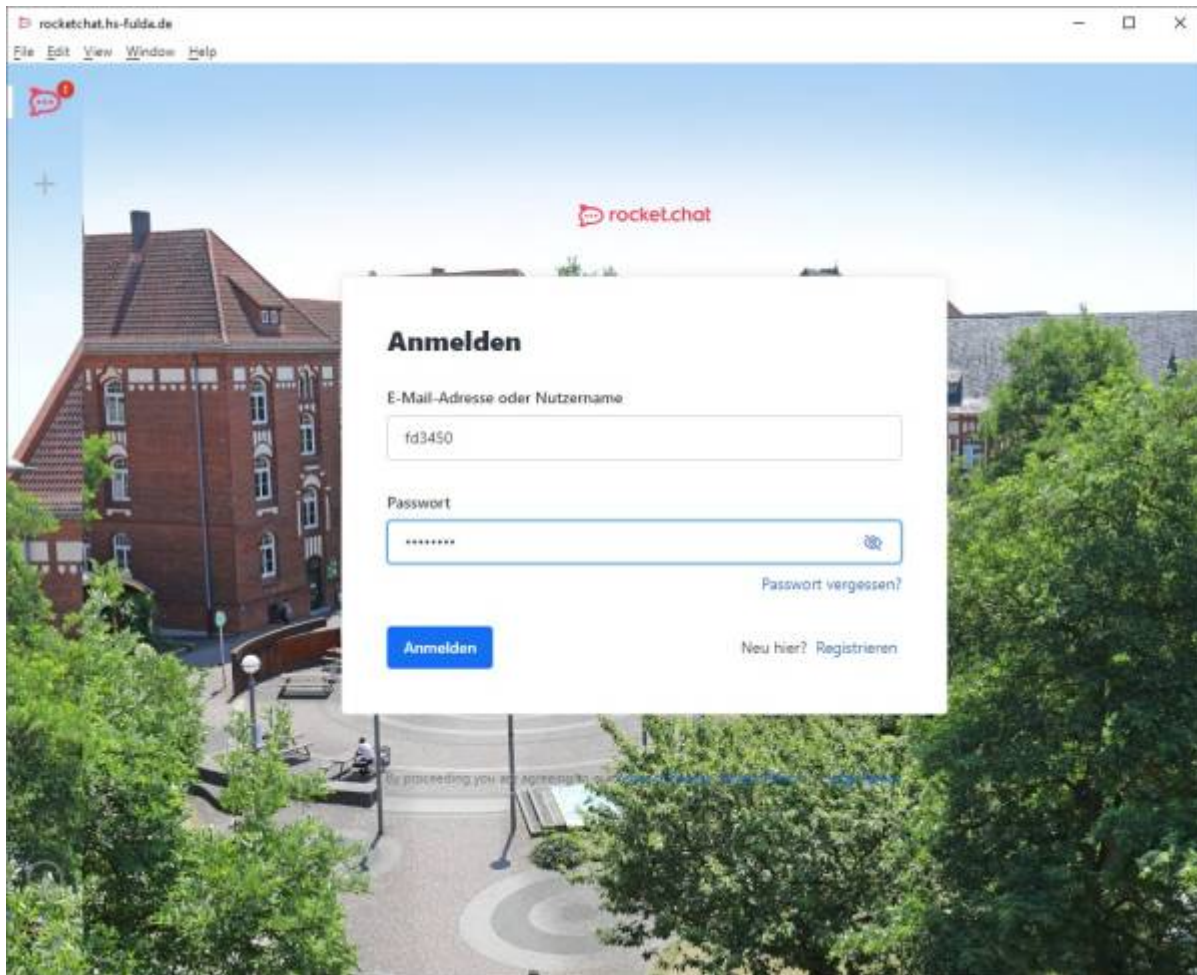 rocketchat.hs-fulda.de
File Edit View Window Help
rocket.chat
Anmelden
E-Mail-Adresse oder Nutzername
fd3450
Passwort
••••••••
Passwort vergessen?
Anmelden
Neu hier? Registrieren
By proceeding you are agreeing to our